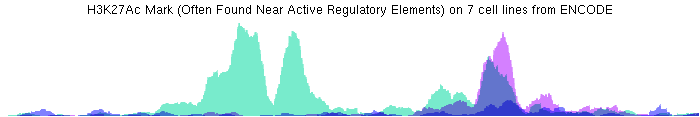 H3K27Ac Mark (Often Found Near Active Regulatory Elements) on 7 cell lines from ENCODE